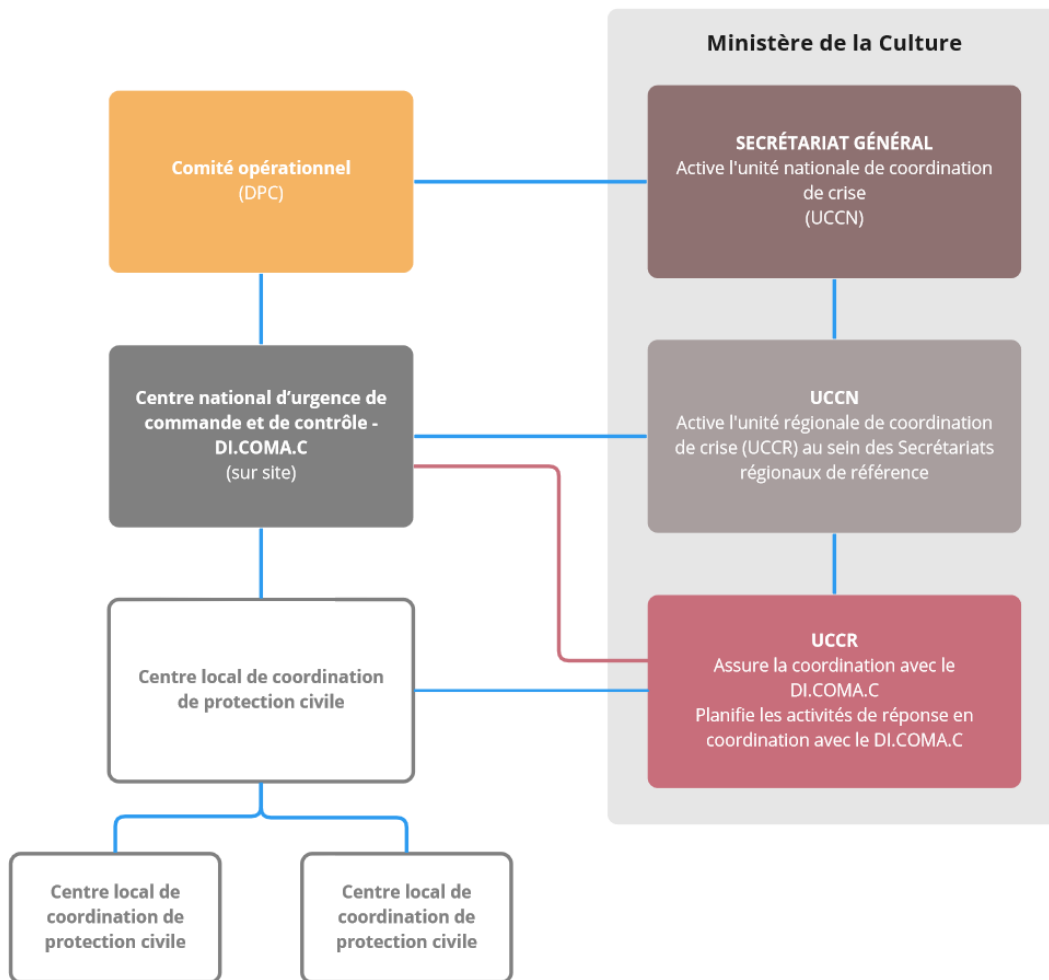 Ministère de la Culture
Comité opérationnel
(DPC)
SECRÉTARIAT GÉNÉRAL
Active l'unité nationale de coordination
de crise
(UCCN)
Centre national d’urgence de
commande et de contrôle -
DI.COMA.C
(sur site)
UCCN
Active l'unité régionale de coordination
de crise (UCCR) au sein des Secrétariats
régionaux de référence
Centre local de coordination
de protection civile
UCCR
Assure la coordination avec le
DI.COMA.C
Planifie les activités de réponse en
coordination avec le DI.COMA.C
Centre local de
coordination de
protection civile
Centre local de
coordination de
protection civile